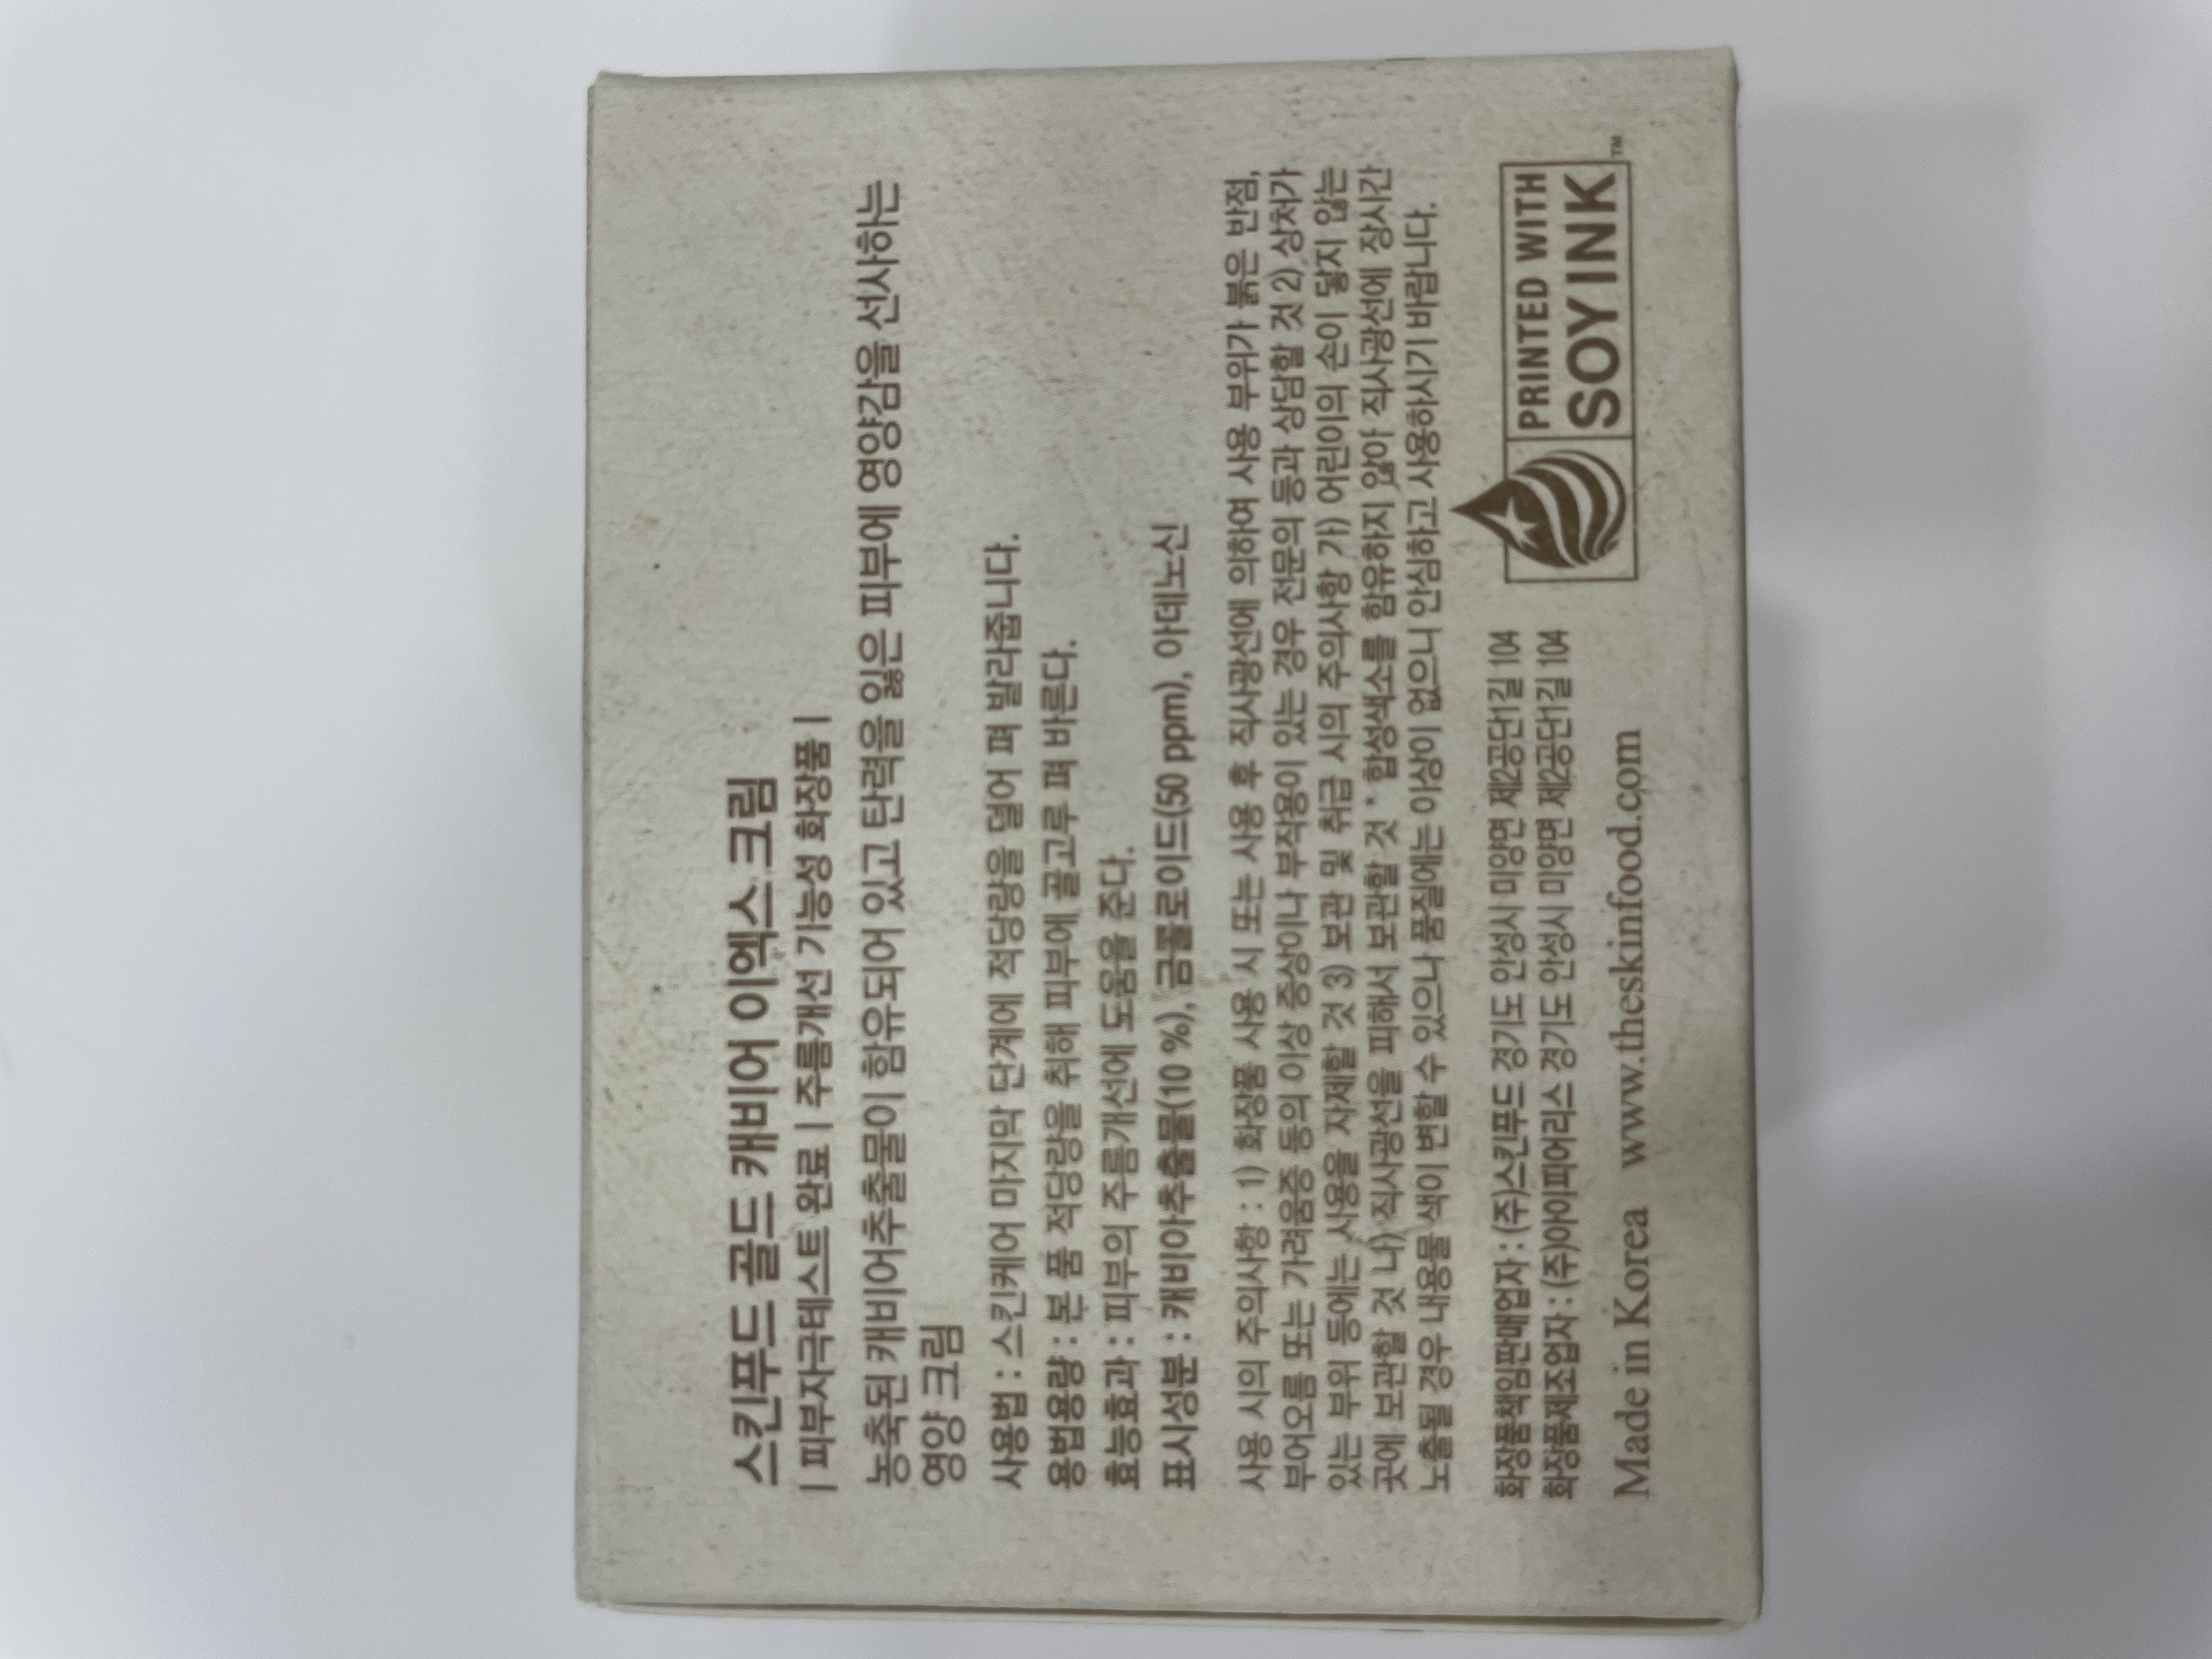 스킨푸드 골드 캐비어 이엑스 크림
| 피부자극테스트 완료 | 주름개선 기능성 화장품 |
농축된 캐비어추출물이 함유되어 있고 탄력을 잃은 피부에 영양감을 선사하는
영양 크림
사용법 : 스킨케어 마지막 단계에 적당량을 덜어 펴 발라줍니다.
용법용량 : 본 품 적당량을 취해 피부에 골고루 펴 바른다.
효능효과 : 피부의 주름개선에 도움을 준다.
표시성분 : 캐비아추출물(10 %), 금콜로이드(50 ppm), 아데노신
사용 시의 주의사항 : 1) 화장품 사용 시 또는 사용 후 직사광선에 의하여 사용 부위가 붉은 반점,
부어오름 또는 가려움증 등의 이상 증상이나 부작용이 있는 경우 전문의 등과 상담할 것 2) 상처가
있는 부위 등에는 사용을 자제할 것 3) 보관 및 취급 시의 주의사항 가) 어린이의 손이 닿지 않는
곳에 보관할 것 나) 직사광선을 피해서 보관할 것 * 합성색소를 함유하지 않아 직사광선에 장시간
노출될 경우 내용물 색이 변할 수 있으나 품질에는 이상이 없으니 안심하고 사용하시기 바랍니다.
화장품책임판매업자 : (주)스킨푸드 경기도 안성시 미양면 제2공단1길 104
화장품제조업자 : (주)아이피어리스 경기도 안성시 미양면 제2공단1길 104
Made in Korea www.theskinfood.com
PRINTED WITH
SOY INK™